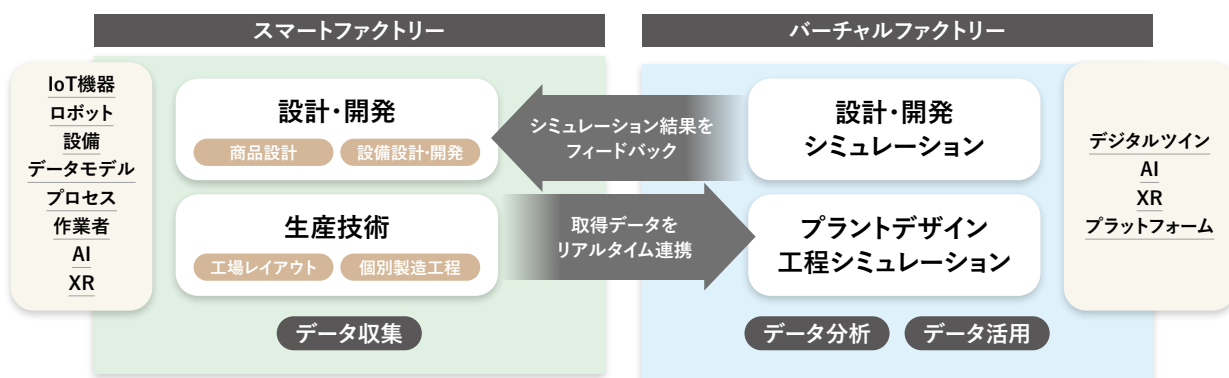 スマートファクトリー
バーチャルファクトリー
IoT機器
ロボット
設備
データモデル
プロセス
作業者
AI
XR
設計・開発
商品設計
設備設計・開発
生産技術
工場レイアウト
個別製造工程
データ収集
シミュレーション結果を
フィードバック
取得データを
リアルタイム連携
設計・開発
シミュレーション
プラントデザイン
工程シミュレーション
データ分析
データ活用
デジタルツイン
AI
XR
プラットフォーム